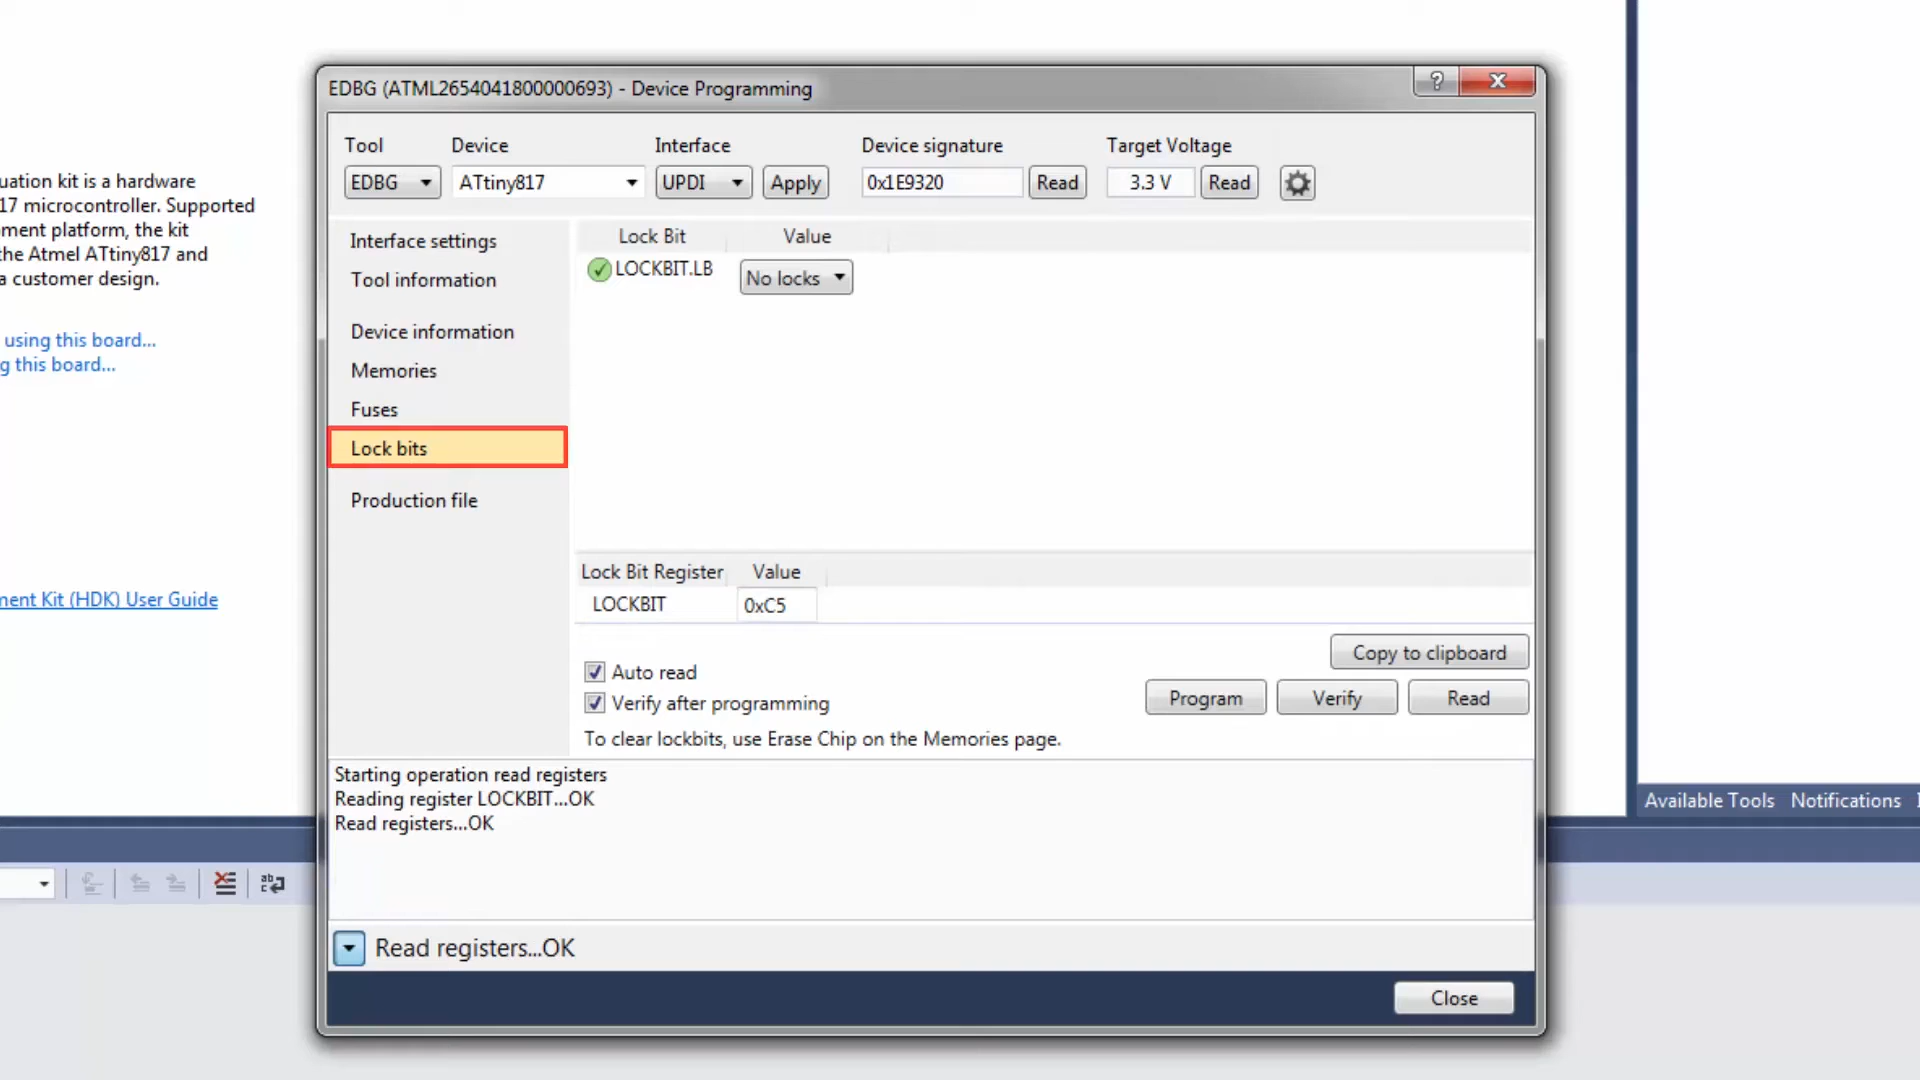 EDBG (ATML2654041800000693) - Device Programming
?
Tool Device Interface Device signature Target Voltage
EDBG ATtiny817 UPDI Apply 0x1E9320 Read 3.3 V Read
uation kit is a hardware
17 microcontroller. Supported
ment platform, the kit
the Atmel ATtiny817 and
a customer design.
using this board...
g this board...
ment Kit (HDK) User Guide
Interface settings
Tool information
Device information
Memories
Fuses
Lock bits
Production file
Lock Bit Value
LOCKBIT.LB No locks
Lock Bit Register Value
LOCKBIT 0xC5
Copy to clipboard
Auto read
Verify after programming
Program Verify Read
To clear lockbits, use Erase Chip on the Memories page.
Starting operation read registers
Reading register LOCKBIT...OK
Read registers...OK
Read registers...OK
Close
Available Tools Notifications